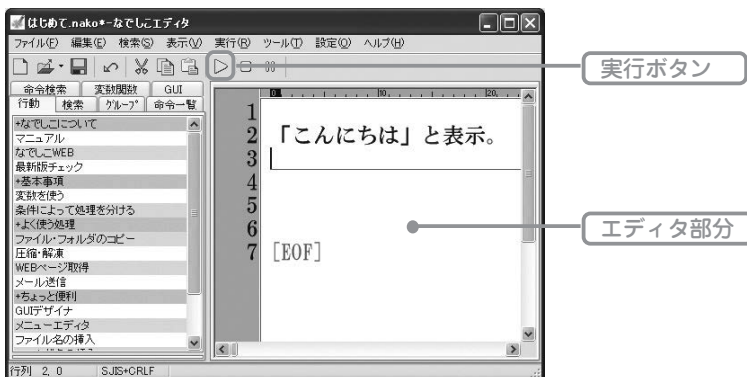 はじめて.nako*-なでしこエディタ
ファイル(F) 編集(E) 検索(S) 表示(V) 実行(R) ツール(T) 設定(O) ヘルプ(H)
実行ボタン
命令検索 変数関数 GUI
行動 検索 グループ 命令一覧
+なでしこについて
マニュアル
なでしこWEB
最新版チェック
+基本事項
変数を使う
条件によって処理を分ける
+よく使う処理
ファイル・フォルダのコピー
圧縮・解凍
WEBページ取得
メール送信
+ちょっと便利
GUIデザイナ
メニューエディタ
ファイル名の挿入
0 10 20
1
2 「こんにちは」と表示。
3
4
5
6
7 [EOF]
エディタ部分
行列 2, 0 SJIS+CRLF